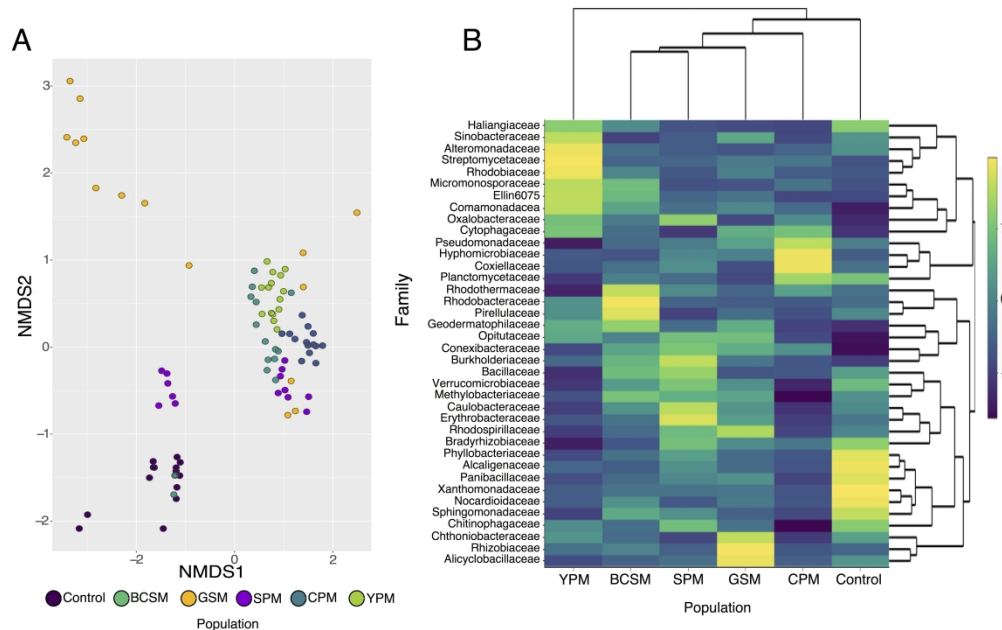 A
B
NMDS2
3
2
1
0
−1
−2
−2
0
2
NMDS1
Control
BCSM
GSM
SPM
CPM
YPM
Population
Family
Haliangiaceae
Sinobacteraceae
Alteromonadaceae
Streptomycetaceae
Rhodobiaceae
Micromonosporaceae
Ellin6075
Comamonadacea
Oxalobacteraceae
Cytophagaceae
Pseudomonadaceae
Hyphomicrobiaceae
Coxiellaceae
Planctomycetaceae
Rhodothermaceae
Rhodobacteraceae
Pirellulaceae
Geodermatophilaceae
Opitutaceae
Conexibacteraceae
Burkholderiaceae
Bacillaceae
Verrucomicrobiaceae
Methylobacteriaceae
Caulobacteraceae
Erythrobacteraceae
Rhodospirillaceae
Bradyrhizobiaceae
Phyllobacteriaceae
Alcaligenaceae
Panibacillaceae
Xanthomonadaceae
Nocardioidaceae
Sphingomonadaceae
Chitinophagaceae
Chthoniobacteraceae
Rhizobiaceae
Alicyclobacillaceae
YPM
BCSM
SPM
GSM
CPM
Control
Population